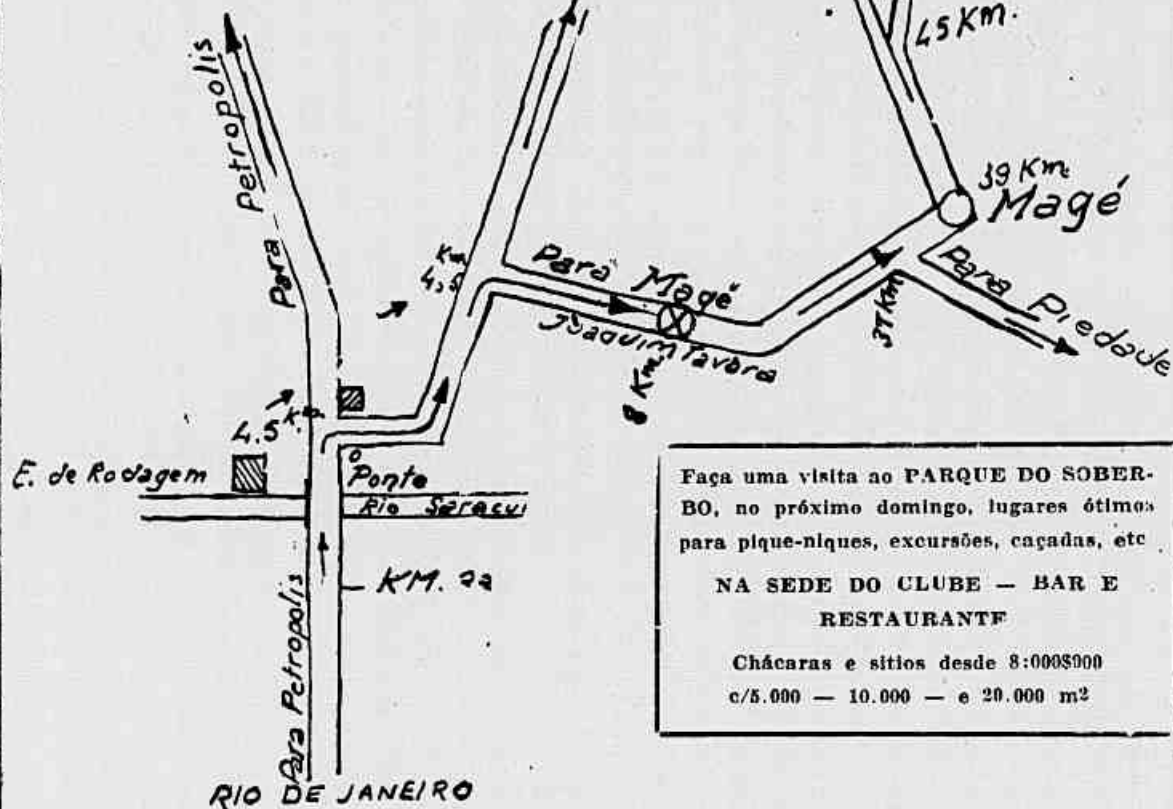 45 Km.
Para Petropolis
39 Km.
Magé
Km.
4,5
Para Magé
Joaquim Tavora
8 Km.
37 Km
Para Piedade
4.5 K.m
E. de Rodagem
Ponte
Rio Saracui
KM. 22
Para Petropolis
RIO DE JANEIRO
Faça uma visita ao PARQUE DO SOBER-
BO, no próximo domingo, lugares ótimos
para pique-niques, excursões, caçadas, etc
NA SEDE DO CLUBE — BAR E
RESTAURANTE
Chácaras e sitios desde 8:000$000
c/5.000 — 10.000 — e 20.000 m²